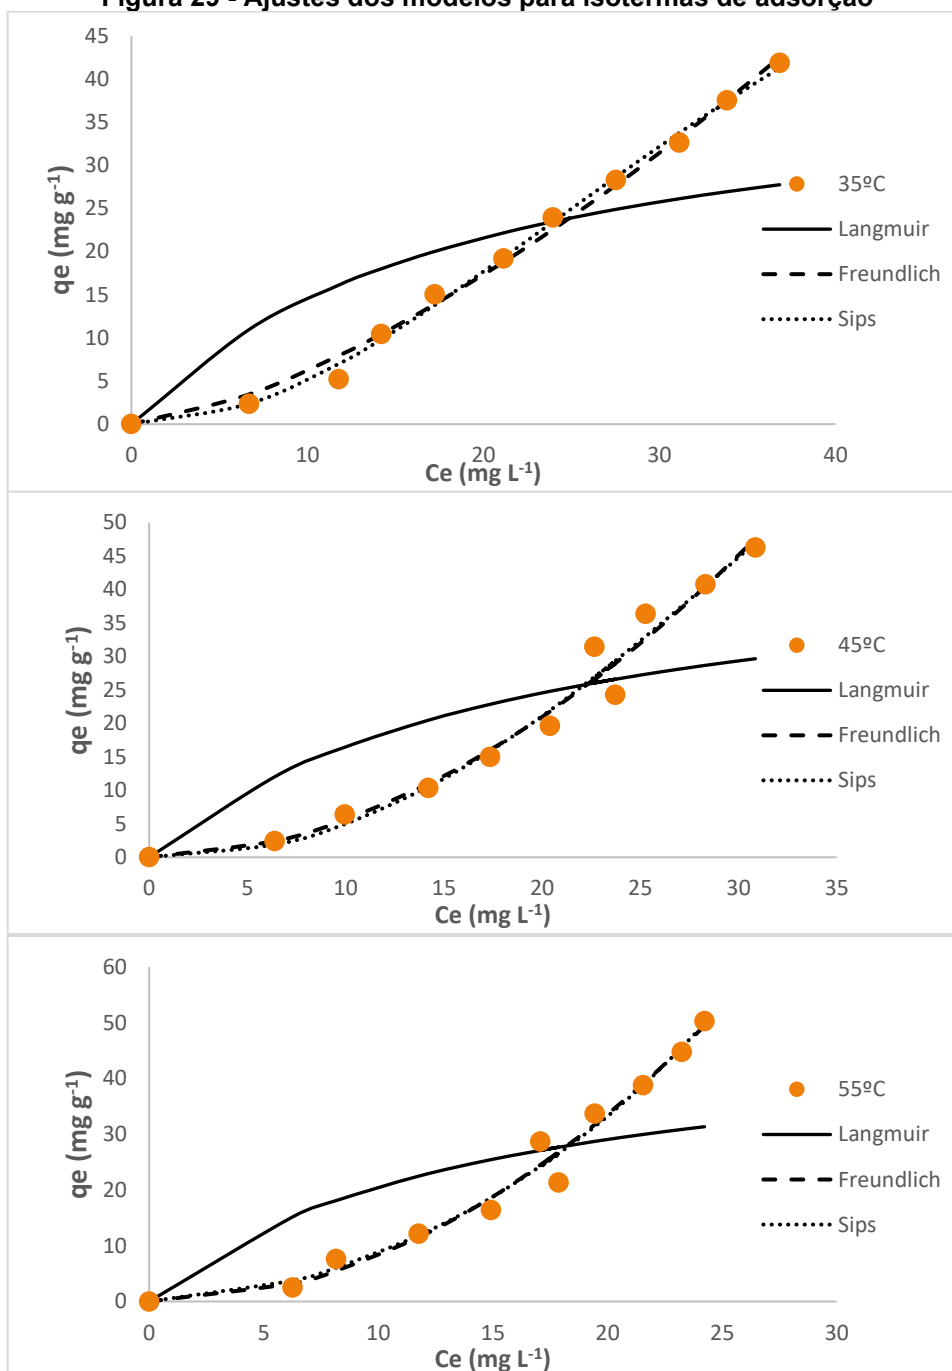 Figura 29 - Ajustes dos modelos para isotermas de adsorção
45
40
35
30
25
20
15
10
5
0
qe (mg g-1)
0 10 20 30 40
Ce (mg L-1)
35ºC
Langmuir
Freundlich
Sips
50
45
40
35
30
25
20
15
10
5
0
qe (mg g-1)
0 5 10 15 20 25 30 35
Ce (mg L-1)
45ºC
Langmuir
Freundlich
Sips
60
50
40
30
20
10
0
qe (mg g-1)
0 5 10 15 20 25 30
Ce (mg L-1)
55ºC
Langmuir
Freundlich
Sips